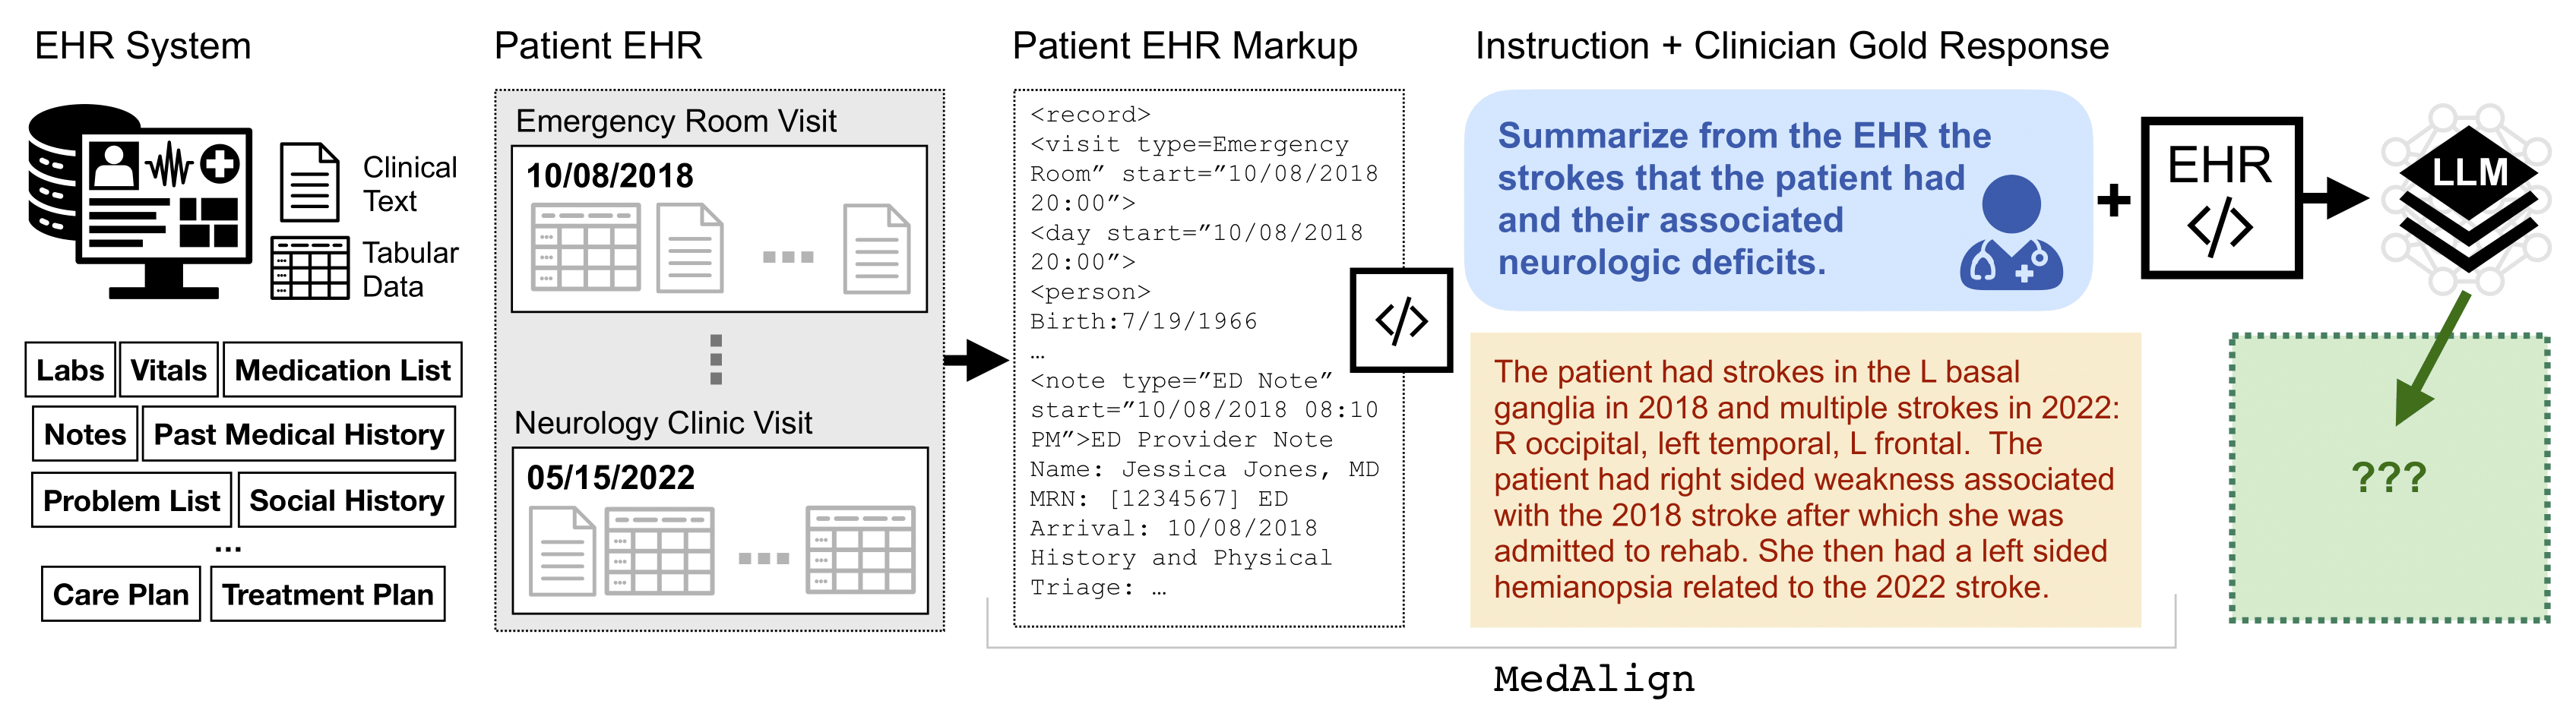 EHR System
Clinical
Text
Tabular
Data
Labs
Vitals
Medication List
Notes
Past Medical History
Problem List
Social History
...
Care Plan
Treatment Plan
Patient EHR
Emergency Room Visit
10/08/2018
Neurology Clinic Visit
05/15/2022
Patient EHR Markup
<record>
<visit type=Emergency
Room” start=”10/08/2018
20:00”>
<day start=”10/08/2018
20:00”>
<person>
Birth:7/19/1966
…
<note type=”ED Note”
start=”10/08/2018 08:10
PM”>ED Provider Note
Name: Jessica Jones, MD
MRN: [1234567] ED
Arrival: 10/08/2018
History and Physical
Triage: …
</>
Instruction + Clinician Gold Response
Summarize from the EHR the
strokes that the patient had
and their associated
neurologic deficits.
The patient had strokes in the L basal
ganglia in 2018 and multiple strokes in 2022:
R occipital, left temporal, L frontal.  The
patient had right sided weakness associated
with the 2018 stroke after which she was
admitted to rehab. She then had a left sided
hemianopsia related to the 2022 stroke.
+
EHR
</>
LLM
???
MedAlign